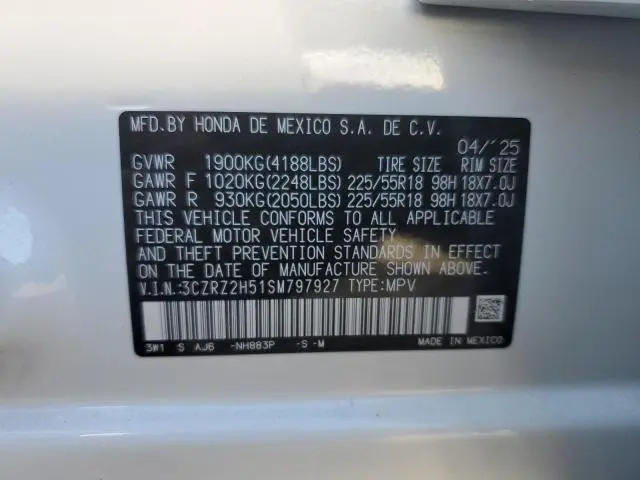 MFD.BY HONDA DE MEXICO S.A. DE C.V.
04/'25
GVWR 1900KG(4188LBS) TIRE SIZE RIM SIZE
GAWR F 1020KG(2248LBS) 225/55R18 98H 18X7.0J
GAWR R 930KG(2050LBS) 225/55R18 98H 18X7.0J
THIS VEHICLE CONFORMS TO ALL APPLICABLE
FEDERAL MOTOR VEHICLE SAFETY
AND THEFT PREVENTION STANDARDS IN EFFECT
ON THE DATE OF MANUFACTURE SHOWN ABOVE.
V.I.N.:3CZRZ2H51SM797927 TYPE:MPV
3W1 S AJ6 -NH883P -S -M MADE IN MEXICO